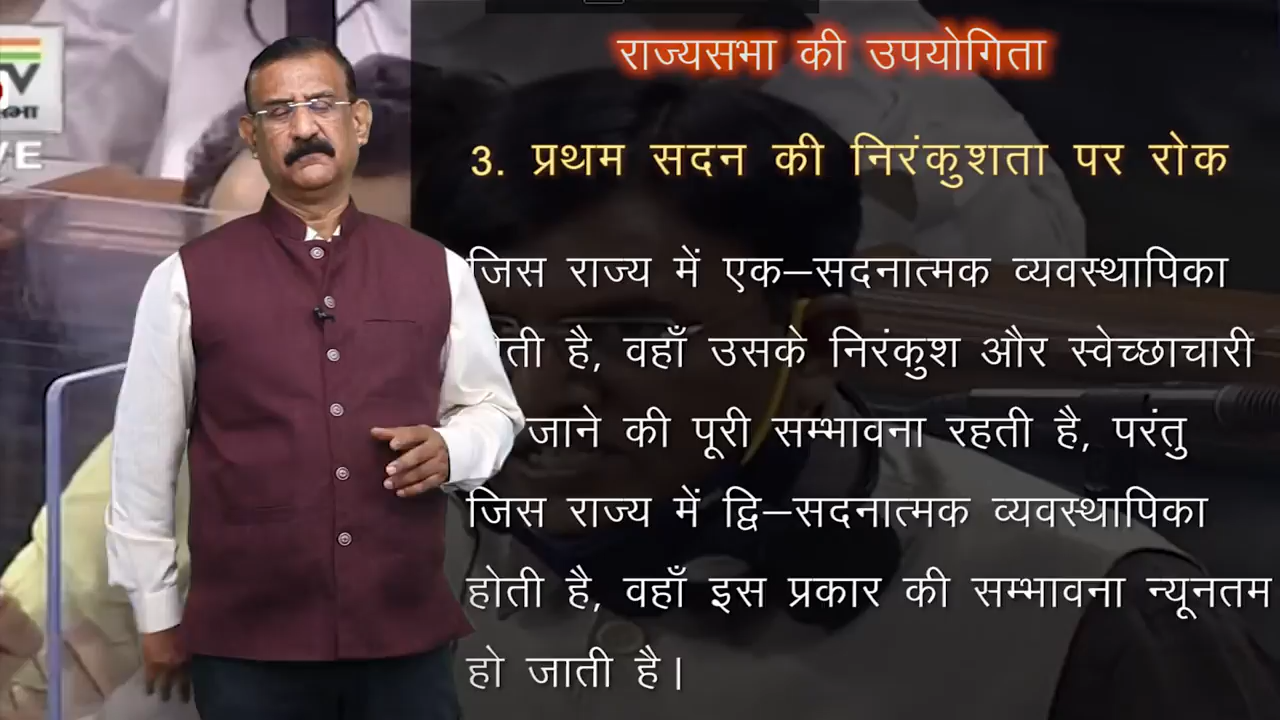 राज्यसभा की उपयोगिता
3. प्रथम सदन की निरंकुशता पर रोक
जिस राज्य में एक–सदनात्मक व्यवस्थापिका
है, वहाँ उसके निरंकुश और स्वेच्छाचारी
जाने की पूरी सम्भावना रहती है, परंतु
जिस राज्य में द्वि–सदनात्मक व्यवस्थापिका
होती है, वहाँ इस प्रकार की सम्भावना न्यूनतम
हो जाती है|